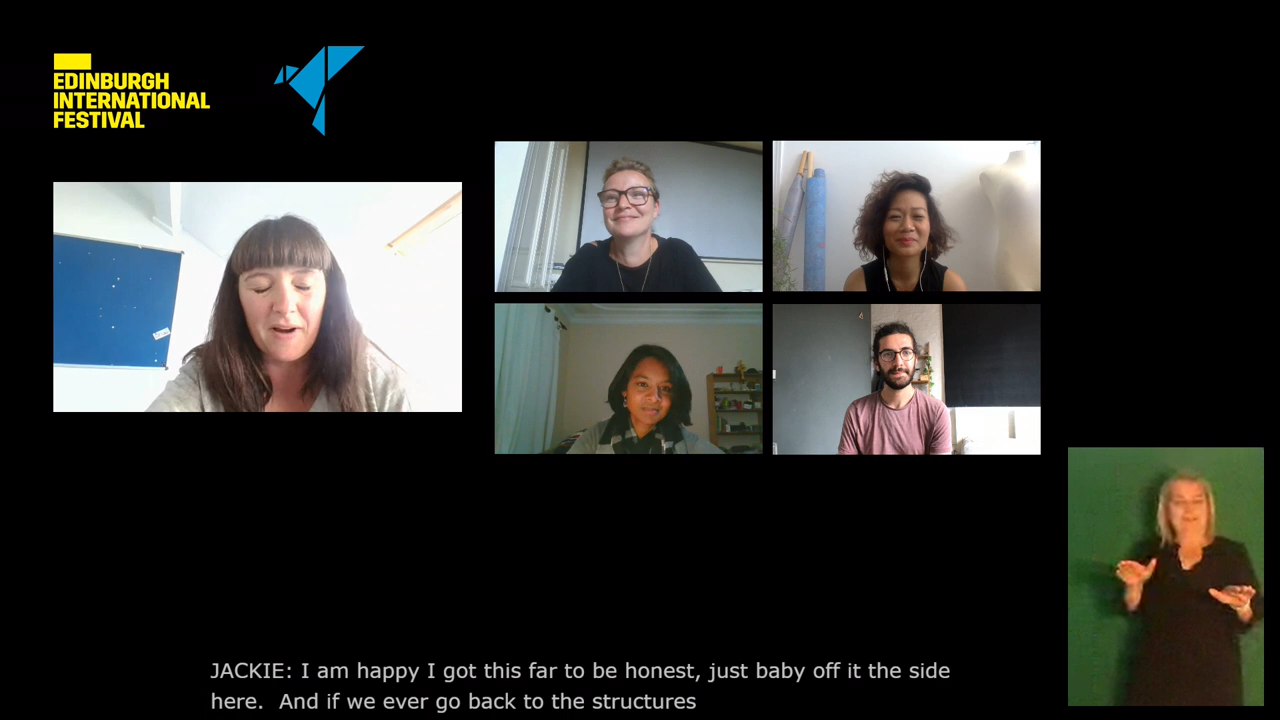 EDINBURGH
INTERNATIONAL
FESTIVAL
JACKIE: I am happy I got this far to be honest, just baby off it the side
here.  And if we ever go back to the structures